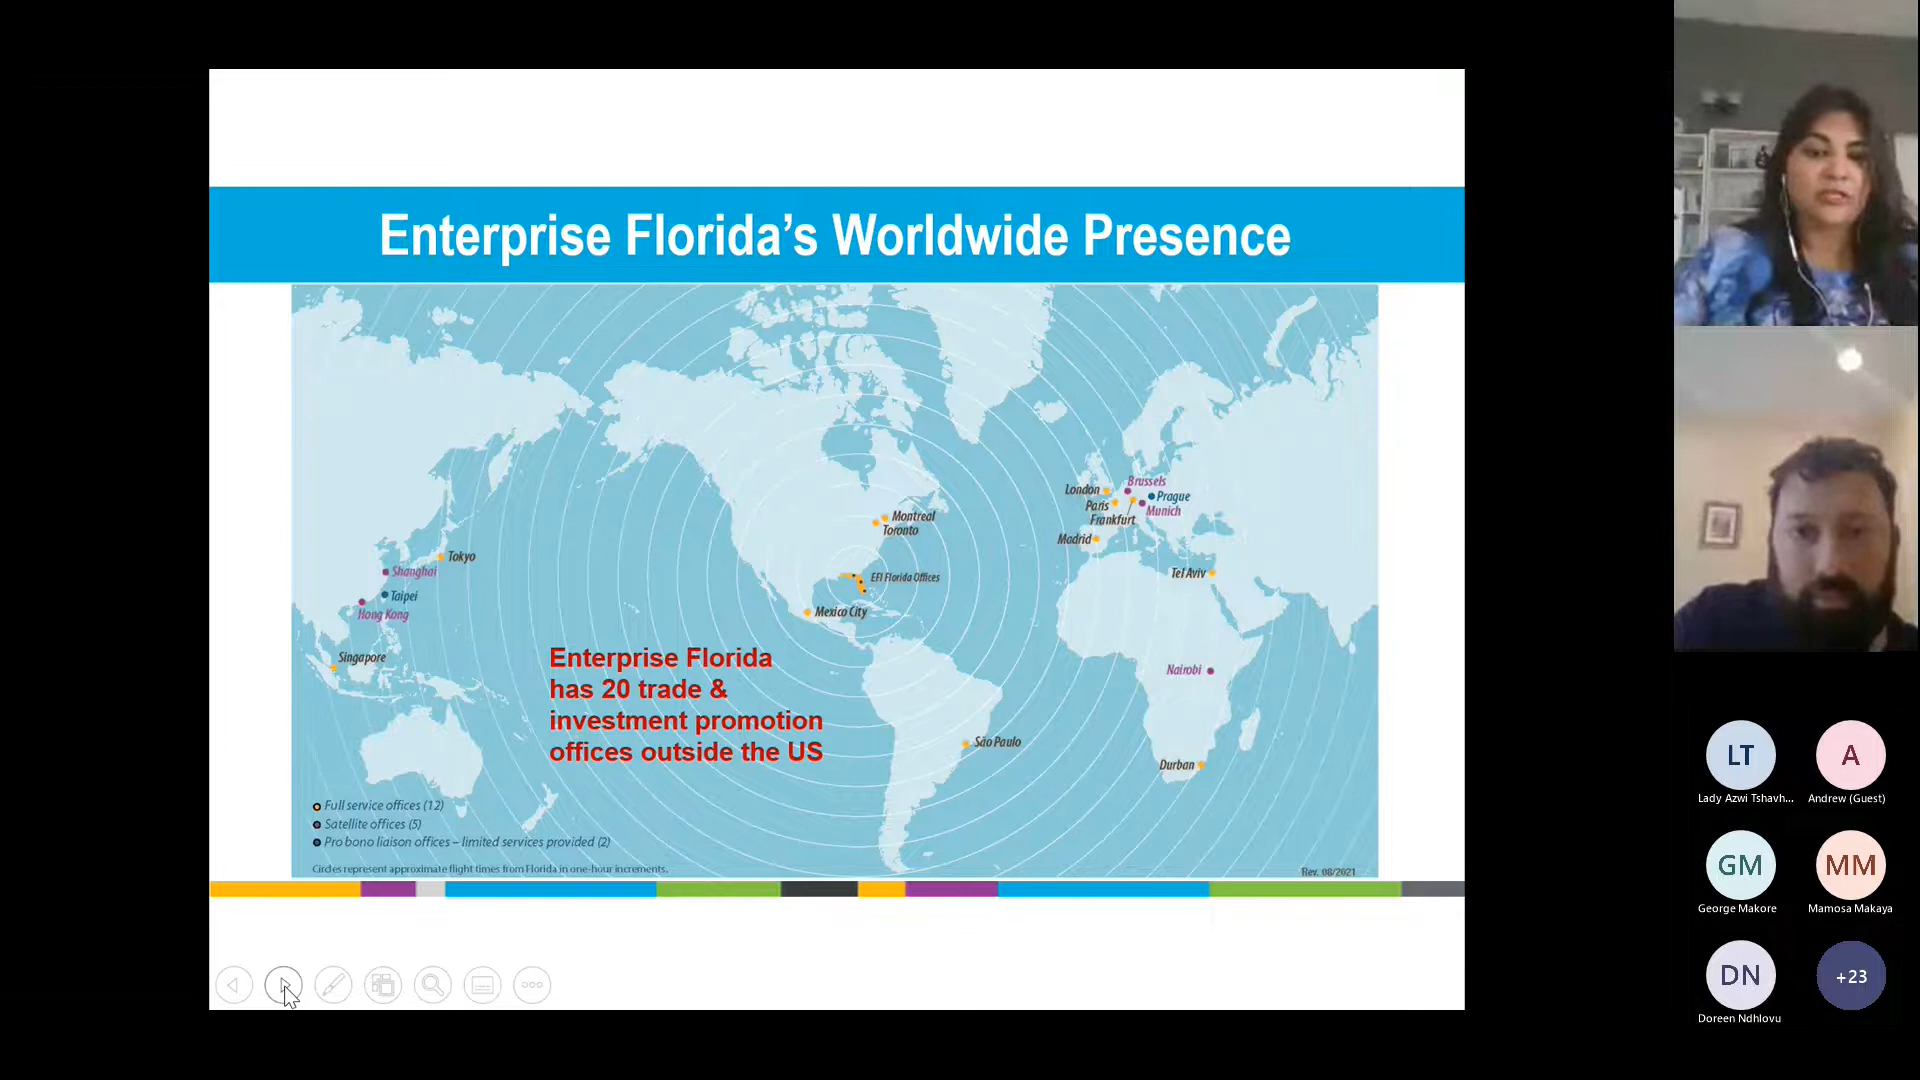 Enterprise Florida’s Worldwide Presence
London
Brussels
Paris
Prague
Frankfurt
Munich
Montreal
Toronto
Madrid
Tokyo
Shanghai
Tel Aviv
EFI Florida Offices
Taipei
Hong Kong
Mexico City
Singapore
Nairobi
Enterprise Florida
has 20 trade &
investment promotion
offices outside the US
São Paulo
Durban
Full service offices (12)
Satellite offices (5)
Pro bono liaison offices – limited services provided (2)
Circles represent approximate flight times from Florida in one-hour increments.
Rev. 08/2021
LT
Lady Azwi Tshavh...
A
Andrew (Guest)
GM
George Makore
MM
Mamosa Makaya
DN
Doreen Ndhlovu
+23